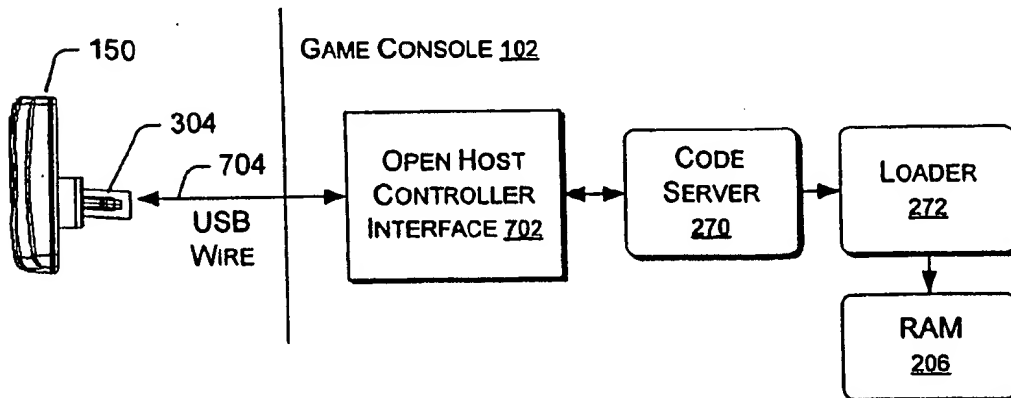 150
GAME CONSOLE 102
304
704
USB
WIRE
OPEN HOST
CONTROLLER
INTERFACE 702
CODE
SERVER
270
LOADER
272
RAM
206